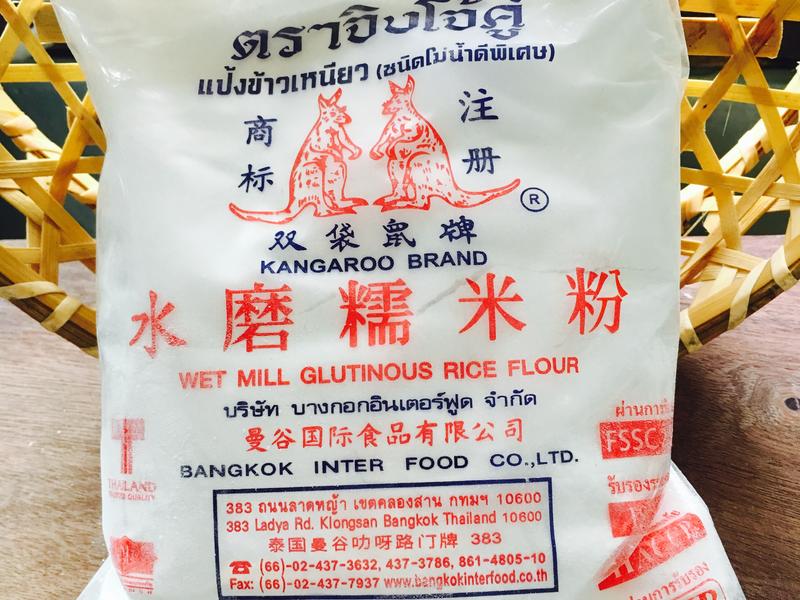 ตราจิงโจ้คู่
แป้งข้าวเหนียว (ชนิดโม่น้ำดีพิเศษ)
商标
注册
®
双袋鼠牌
KANGAROO BRAND
水磨糯米粉
WET MILL GLUTINOUS RICE FLOUR
บริษัท บางกอกอินเตอร์ฟูด จำกัด
曼谷国际食品有限公司
BANGKOK INTER FOOD CO.,LTD.
383 ถนนลาดหญ้า เขตคลองสาน กทมฯ 10600
383 Ladya Rd. Klongsan Bangkok Thailand 10600
泰国曼谷叻呀路门牌 383
☎ (66)-02-437-3632, 437-3786, 861-4805-10
Fax: (66)-02-437-7937 www.bangkokinterfood.co.th
T
THAILAND
QUALITY
FSSC
HACCP